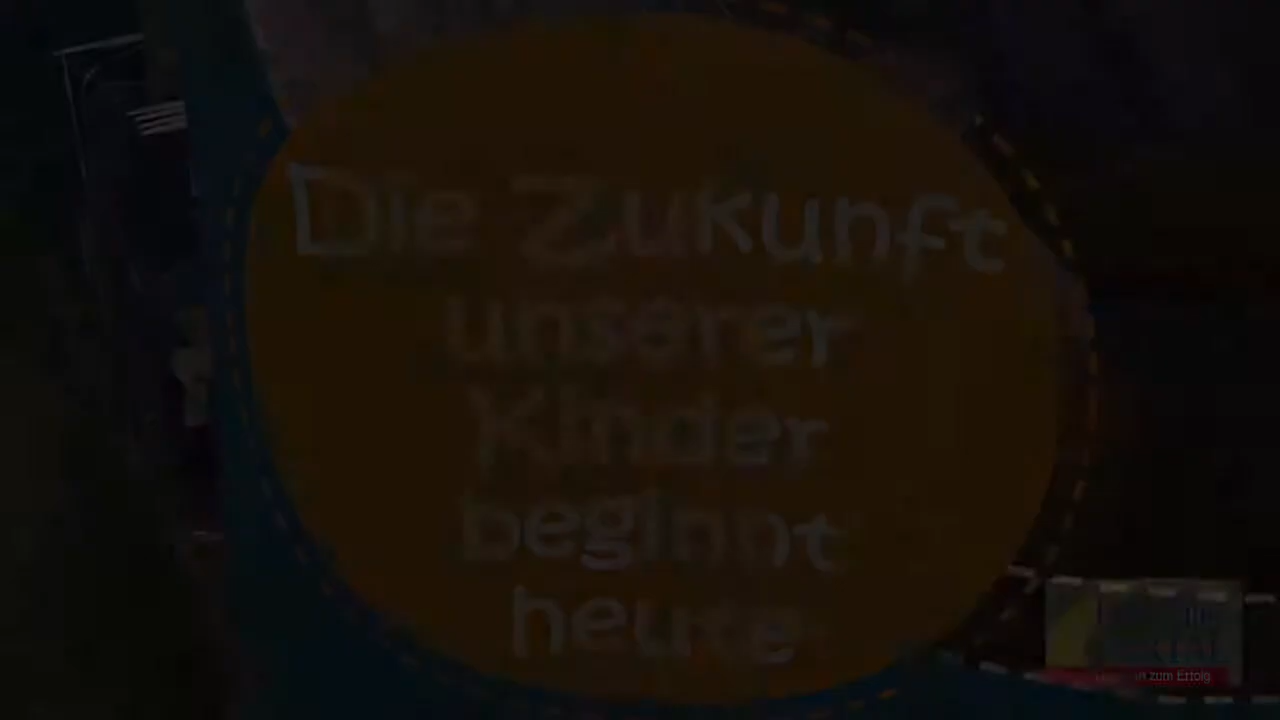 Die Zukunft
unserer
Kinder
beginnt
heute
zum Erfolg